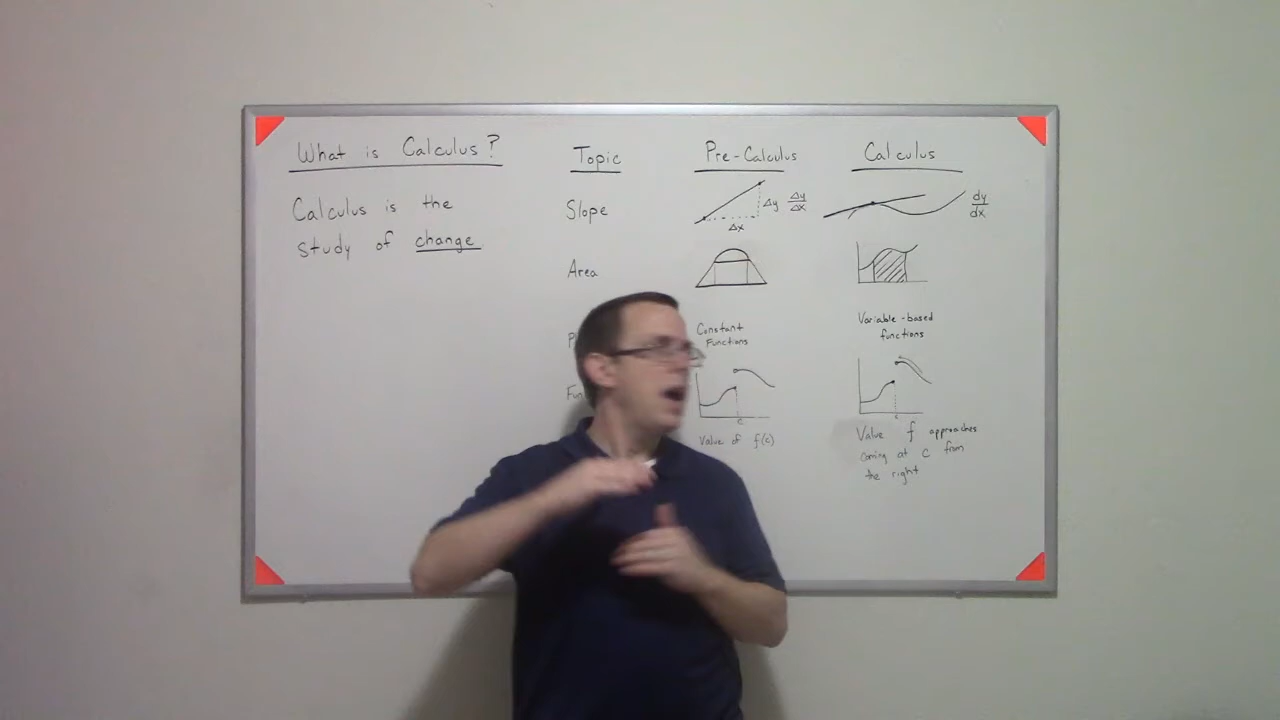 What is Calculus?
Calculus is the
study of change
Topic
Pre-Calculus
Calculus
Slope
Δy
Δy
Δx
Δx
dy
dx
Area
Constant
Functions
Variable-based
functions
c
Value of f(c)
c
Value f approaches
coming at c from
the right